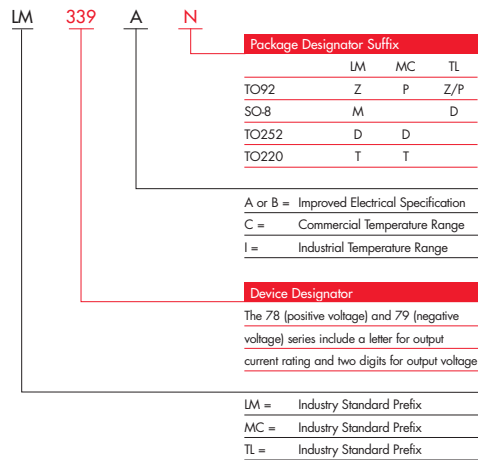 LM 339 A N
Package Designator Suffix
LM MC TL
TO92 Z P Z/P
SO-8 M D
TO252 D D
TO220 T T
A or B = Improved Electrical Specification
C = Commercial Temperature Range
I = Industrial Temperature Range
Device Designator
The 78 (positive voltage) and 79 (negative
voltage) series include a letter for output
current rating and two digits for output voltage
LM = Industry Standard Prefix
MC = Industry Standard Prefix
TL = Industry Standard Prefix